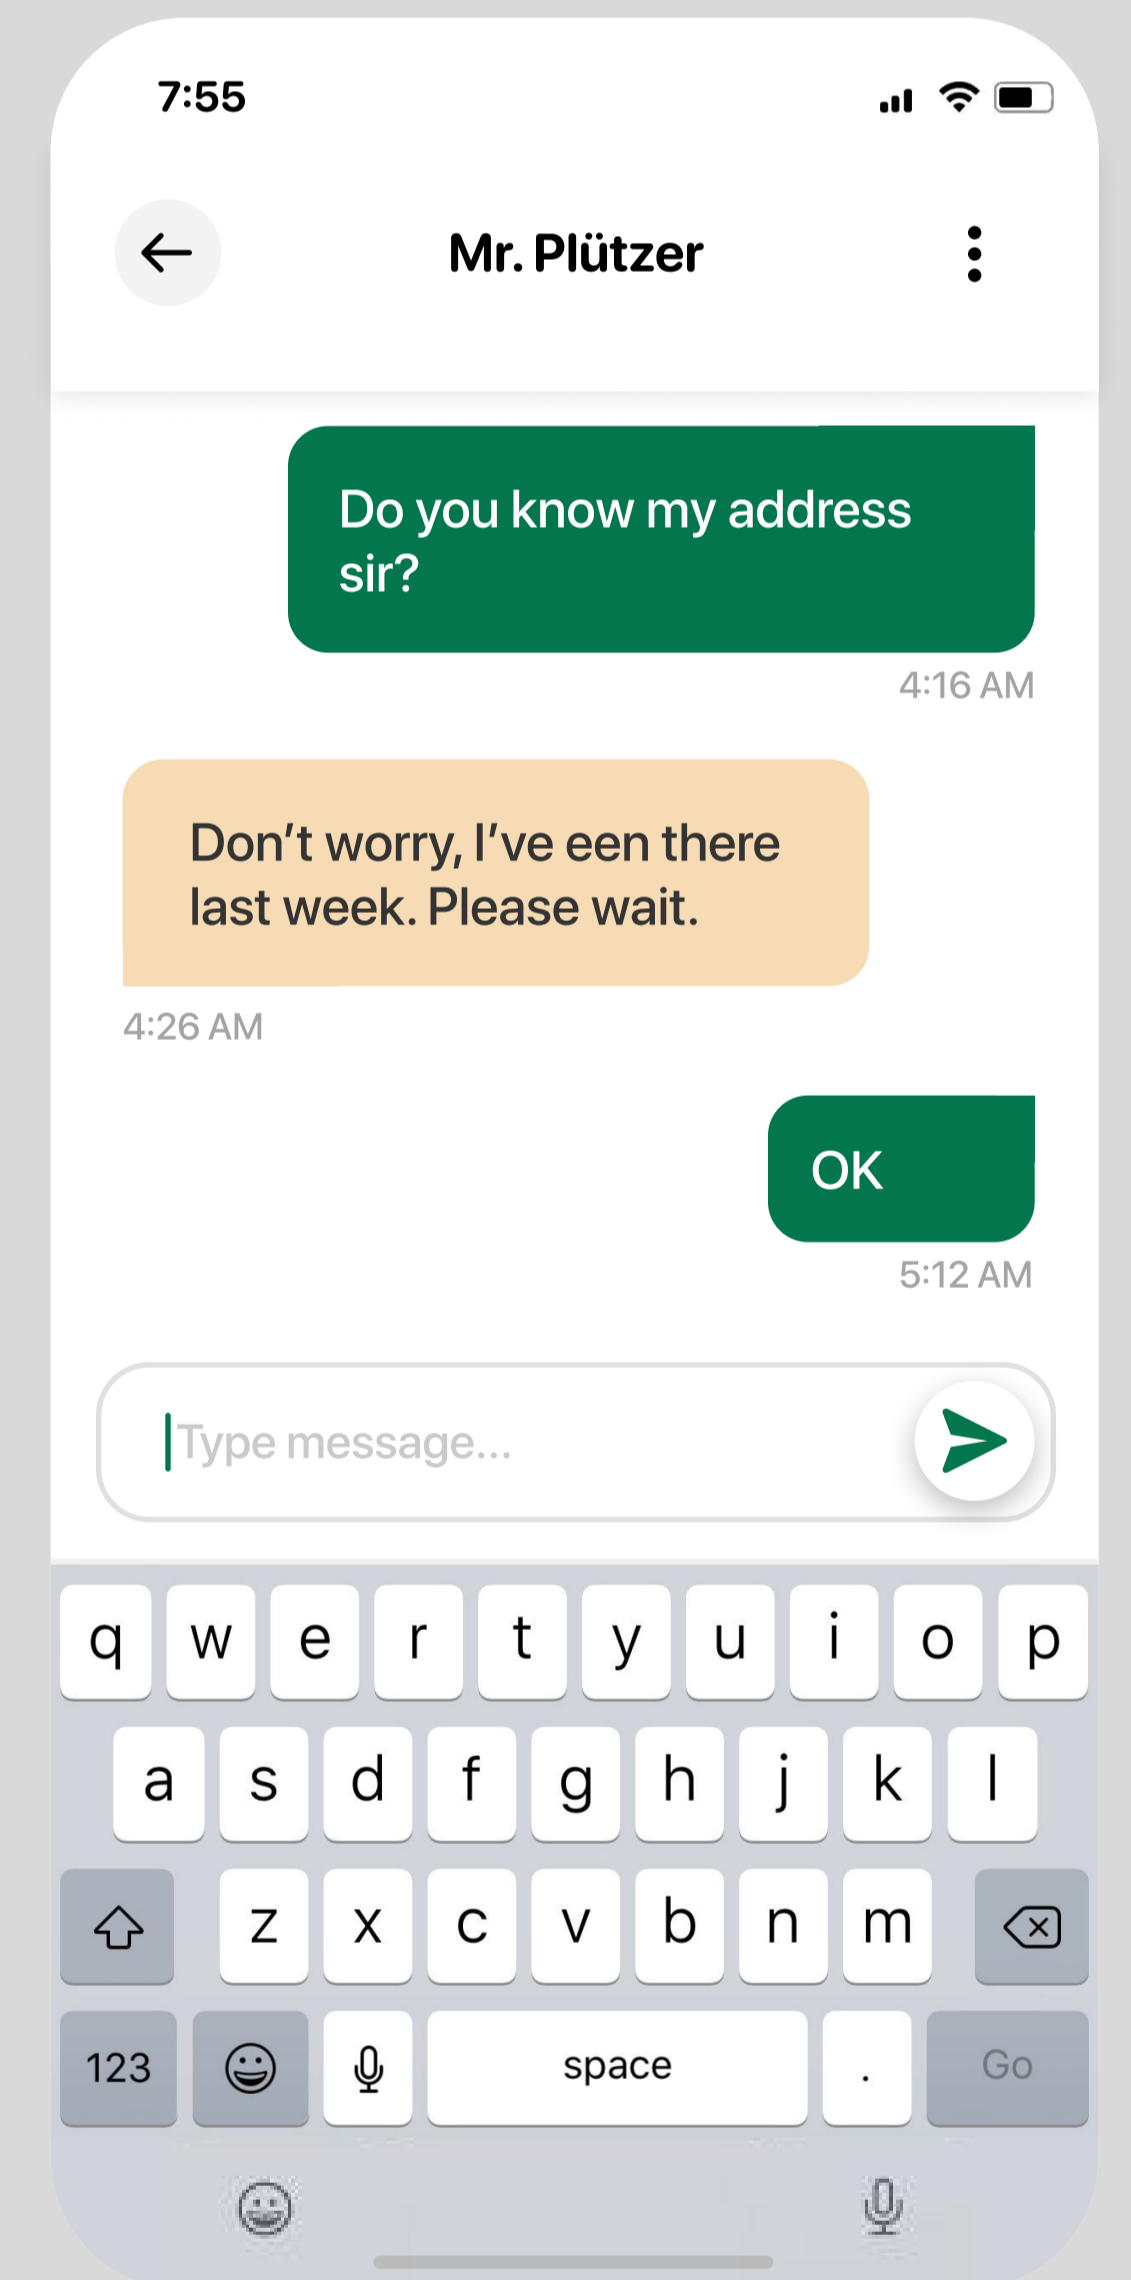 7:55
Mr. Plützer
Do you know my address
sir?
4:16 AM
Don’t worry, I’ve een there
last week. Please wait.
4:26 AM
OK
5:12 AM
Type message...
q w e r t y u i o p
a s d f g h j k l
z x c v b n m
123 space . Go